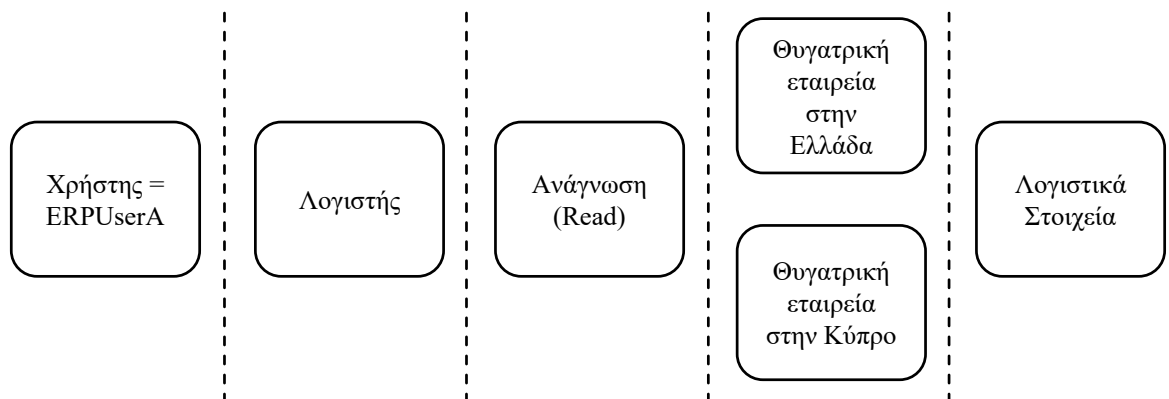 Χρήστης =
ERPUserA
Λογιστής
Ανάγνωση
(Read)
Θυγατρική
εταιρεία
στην
Ελλάδα
Θυγατρική
εταιρεία
στην Κύπρο
Λογιστικά
Στοιχεία